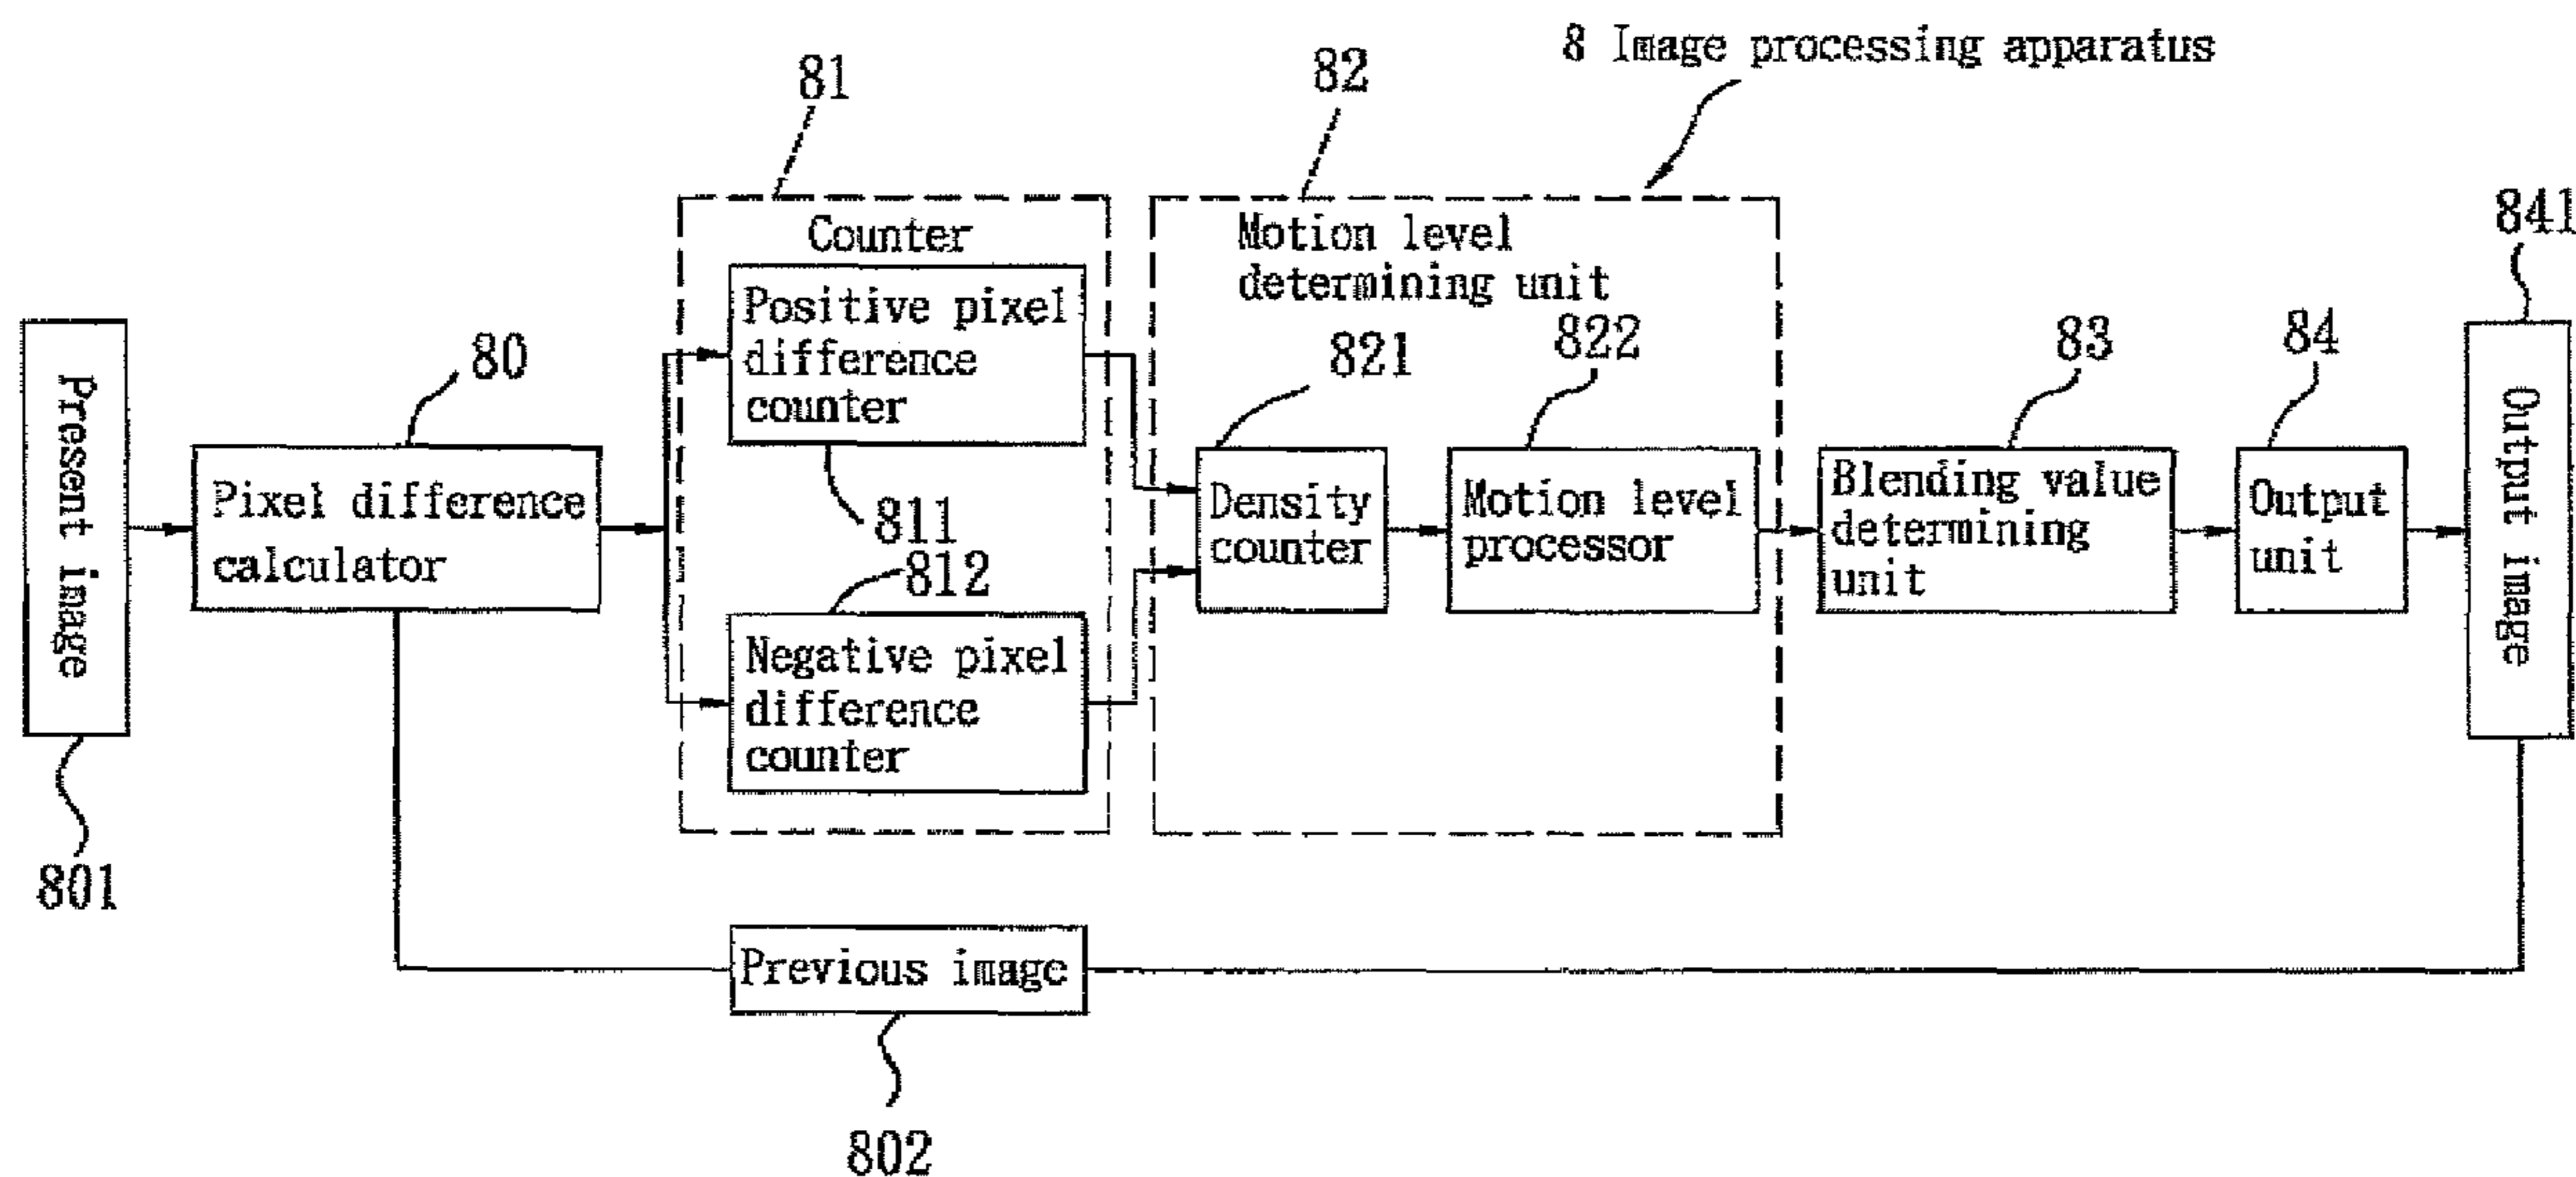 8 Image processing apparatus
81
82
841
Counter
Motion level
determining unit
Positive pixel
difference
counter
80
821
822
83
84
Present image
Pixel difference
calculator
811
812
Density
counter
Motion level
processor
Blending value
determining
unit
Output
unit
Output image
Negative pixel
difference
counter
801
Previous image
802